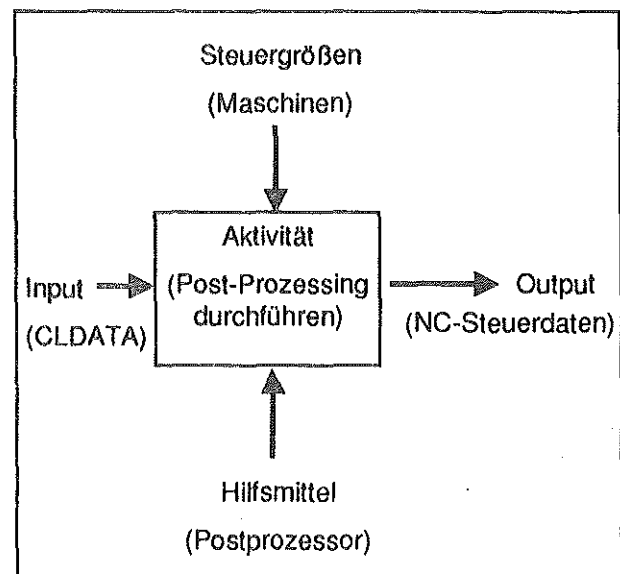 Steuergrößen
(Maschinen)
Aktivität
(Post-Prozessing
durchführen)
Input
(CLDATA)
Output
(NC-Steuerdaten)
Hilfsmittel
(Postprozessor)